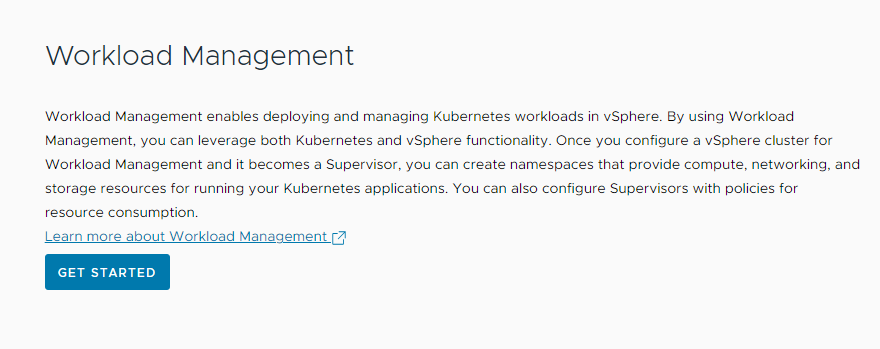 Workload Management
Workload Management enables deploying and managing Kubernetes workloads in vSphere. By using Workload
Management, you can leverage both Kubernetes and vSphere functionality. Once you configure a vSphere cluster for
Workload Management and it becomes a Supervisor, you can create namespaces that provide compute, networking, and
storage resources for running your Kubernetes applications. You can also configure Supervisors with policies for
resource consumption.
Learn more about Workload Management
GET STARTED